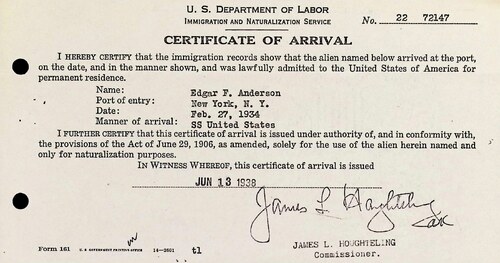 U. S. DEPARTMENT OF LABOR
IMMIGRATION AND NATURALIZATION SERVICE
No. 22 72147
CERTIFICATE OF ARRIVAL
I HEREBY CERTIFY that the immigration records show that the alien named below arrived at the port,
on the date, and in the manner shown, and was lawfully admitted to the United States of America for
permanent residence.
Name: Edgar F. Anderson
Port of entry: New York, N. Y.
Date: Feb. 27, 1934
Manner of arrival: SS United States
I FURTHER CERTIFY that this certificate of arrival is issued under authority of, and in conformity with,
the provisions of the Act of June 29, 1906, as amended, solely for the use of the alien herein named and
only for naturalization purposes.
IN WITNESS WHEREOF, this certificate of arrival is issued
JUN 13 1938
James L Houghteling
JAMES L. HOUGHTELING
Commissioner.
Form 161 U. S. GOVERNMENT PRINTING OFFICE 14—2621 tl